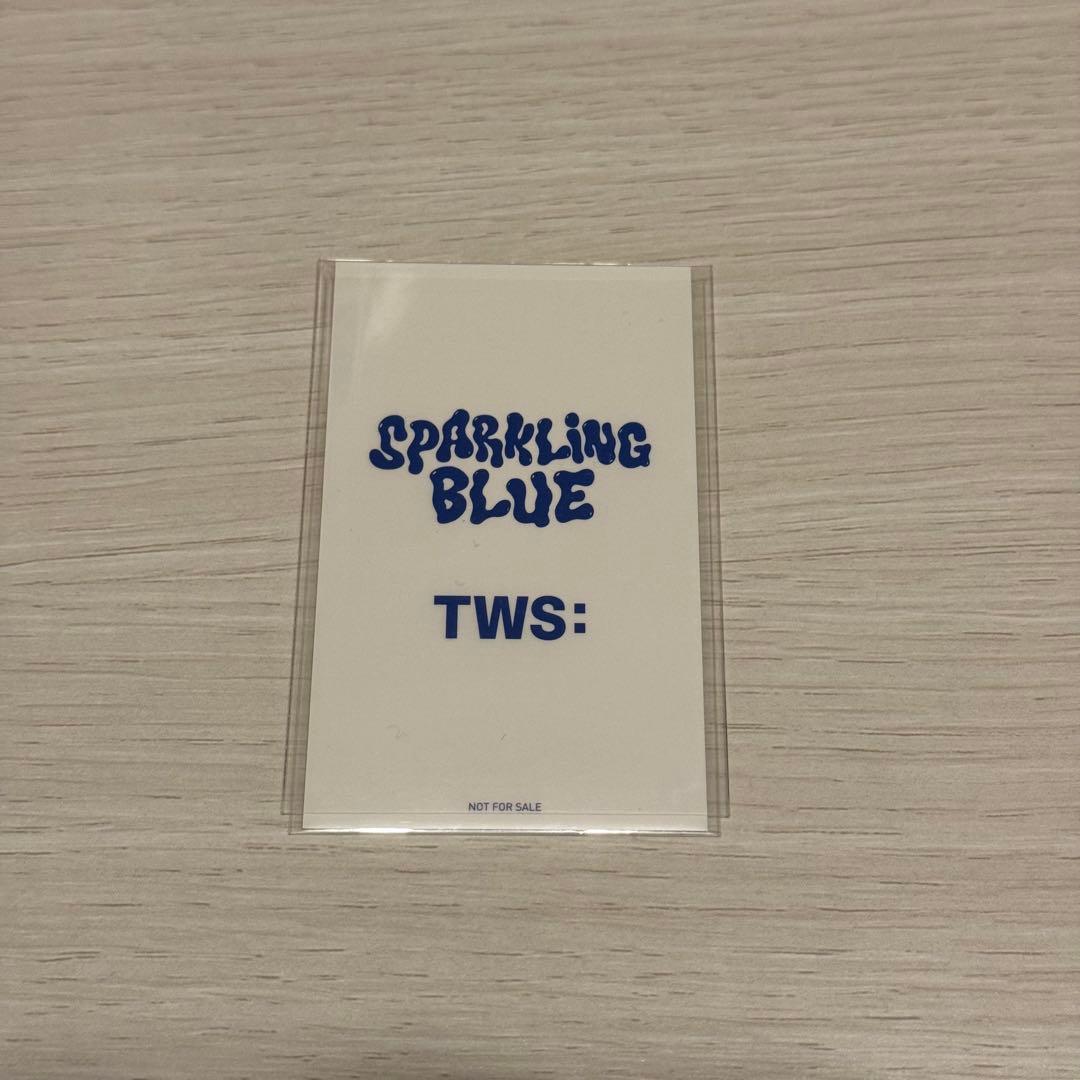 SPARKLiNG
BLUE
TWS:
NOT FOR SALE